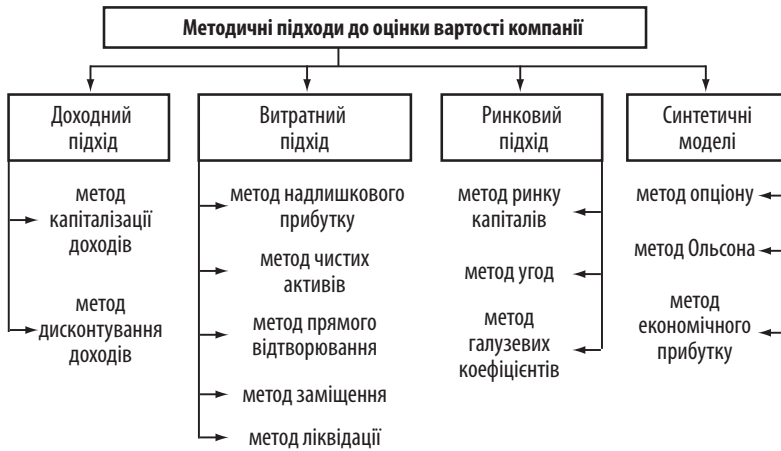 Методичні підходи до оцінки вартості компанії
Доходний
підхід
метод
капіталізації
доходів
метод
дисконтування
доходів
Витратний
підхід
метод надлишкового
прибутку
метод чистих
активів
метод прямого
відтворювання
метод заміщення
метод ліквідації
Ринковий
підхід
метод ринку
капіталів
метод угод
метод
галузевих
коефіцієнтів
Синтетичні
моделі
метод опціону
метод Ольсона
метод
економічного
прибутку